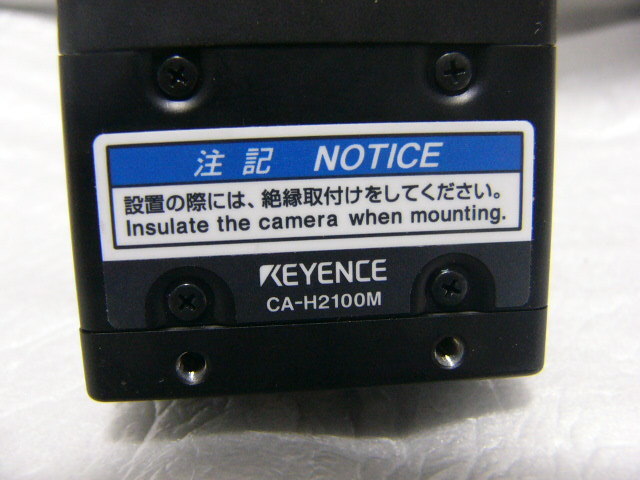 注記 NOTICE
設置の際には、絶縁取付けをしてください。
Insulate the camera when mounting.
KEYENCE
CA-H2100M